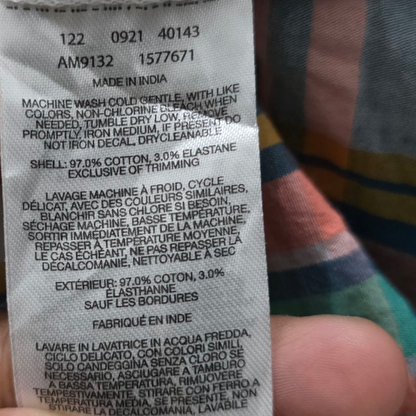 122 0921 40143
AM9132 1577671
MADE IN INDIA
MACHINE WASH COLD GENTLE, WITH LIKE
COLORS, NON-CHLORINE BLEACH WHEN
NEEDED, TUMBLE DRY LOW, REMOVE
PROMPTLY, IRON MEDIUM, IF PRESENT DO
NOT IRON DECAL, DRYCLEANABLE
SHELL: 97.0% COTTON, 3.0% ELASTANE
EXCLUSIVE OF TRIMMING
LAVAGE MACHINE À FROID, CYCLE
DÉLICAT, AVEC DES COULEURS SIMILAIRES,
BLANCHIR SANS CHLORE SI BESOIN,
SÉCHAGE MACHINE, BASSE TEMPÉRATURE,
SORTIR IMMEDIATEMENT DE LA MACHINE,
REPASSER À TEMPÉRATURE MOYENNE,
LE CAS ÉCHÉANT, NE PAS REPASSER LA
DÉCALCOMANIE, NETTOYABLE À SEC
EXTÉRIEUR: 97.0% COTON, 3.0%
ÉLASTHANNE
SAUF LES BORDURES
FABRIQUÉ EN INDE
LAVARE IN LAVATRICE IN ACQUA FREDDA,
CICLO DELICATO, CON COLORI SIMILI,
SOLO CANDEGGINA SENZA CLORO SE
NECESSARIO, ASCIUGARE A TAMBURO
A BASSA TEMPERATURA, RIMUOVERE
TEMPESTIVAMENTE, STIRARE CON FERRO A
TEMPERATURA MEDIA, SE PRESENTE, NON
STIRARE LA DECALCOMANIA, LAVABILE